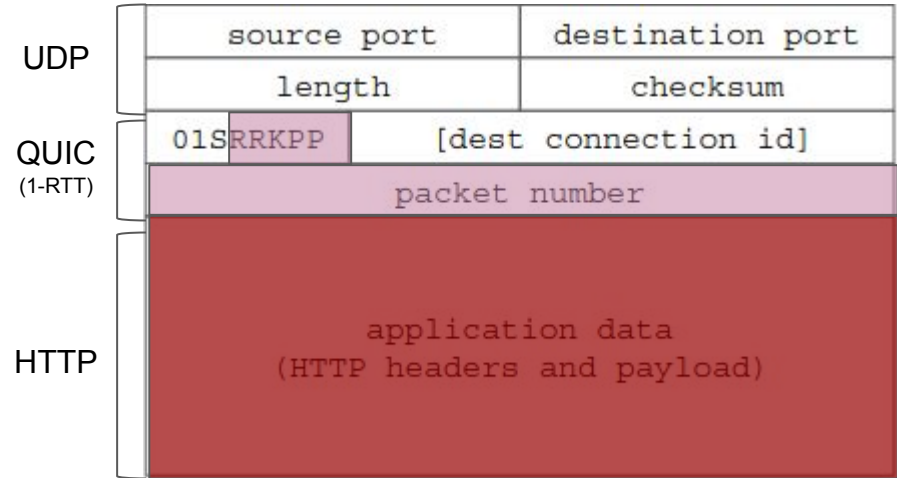 UDP
source port destination port
length checksum
QUIC
(1-RTT)
01SRRKPP [dest connection id]
packet number
HTTP
application data
(HTTP headers and payload)